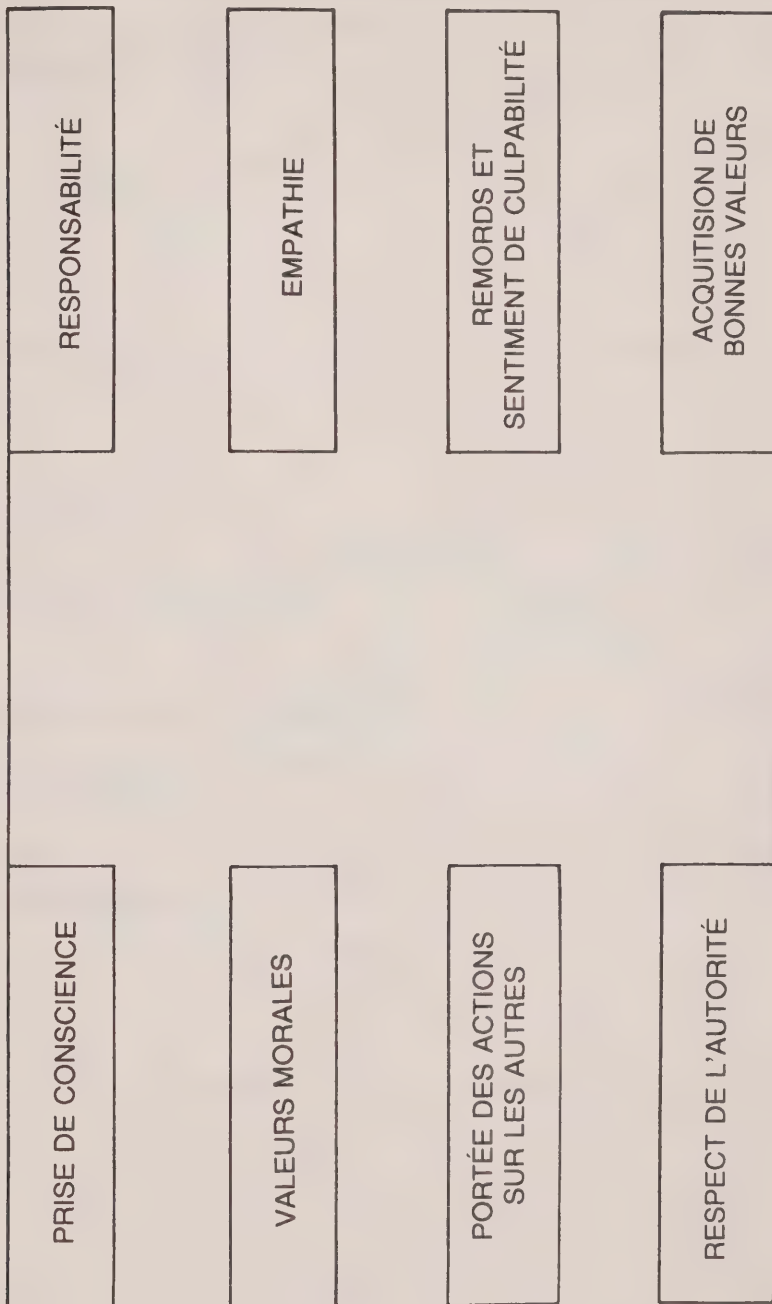 PRISE DE CONSCIENCE
VALEURS MORALES
PORTÉE DES ACTIONS
SUR LES AUTRES
RESPECT DE L'AUTORITÉ
RESPONSABILITÉ
EMPATHIE
REMORDS ET
SENTIMENT DE CULPABILITÉ
ACQUITISION DE
BONNES VALEURS